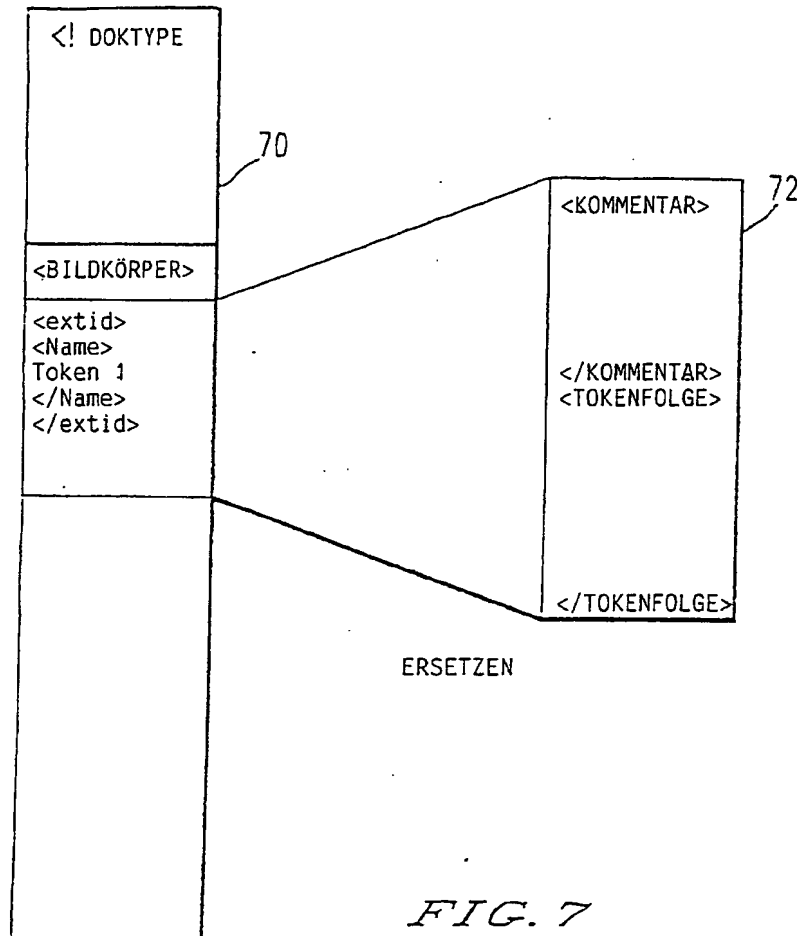 <! DOKTYPE
70
<BILDKÖRPER>
<extid>
<Name>
Token 1
</Name>
</extid>
72
<KOMMENTAR>
</KOMMENTAR>
<TOKENFOLGE>
</TOKENFOLGE>
ERSETZEN
FIG. 7